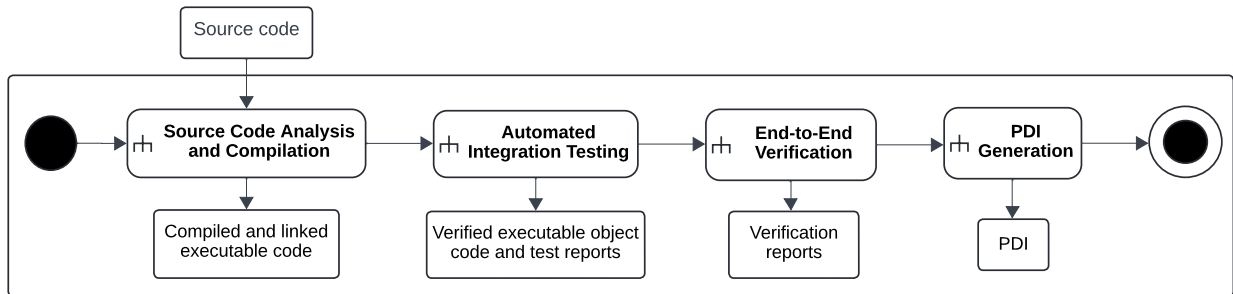 Source code
Source Code Analysis
and Compilation
Automated
Integration Testing
End-to-End
Verification
PDI
Generation
Compiled and linked
executable code
Verified executable object
code and test reports
Verification
reports
PDI